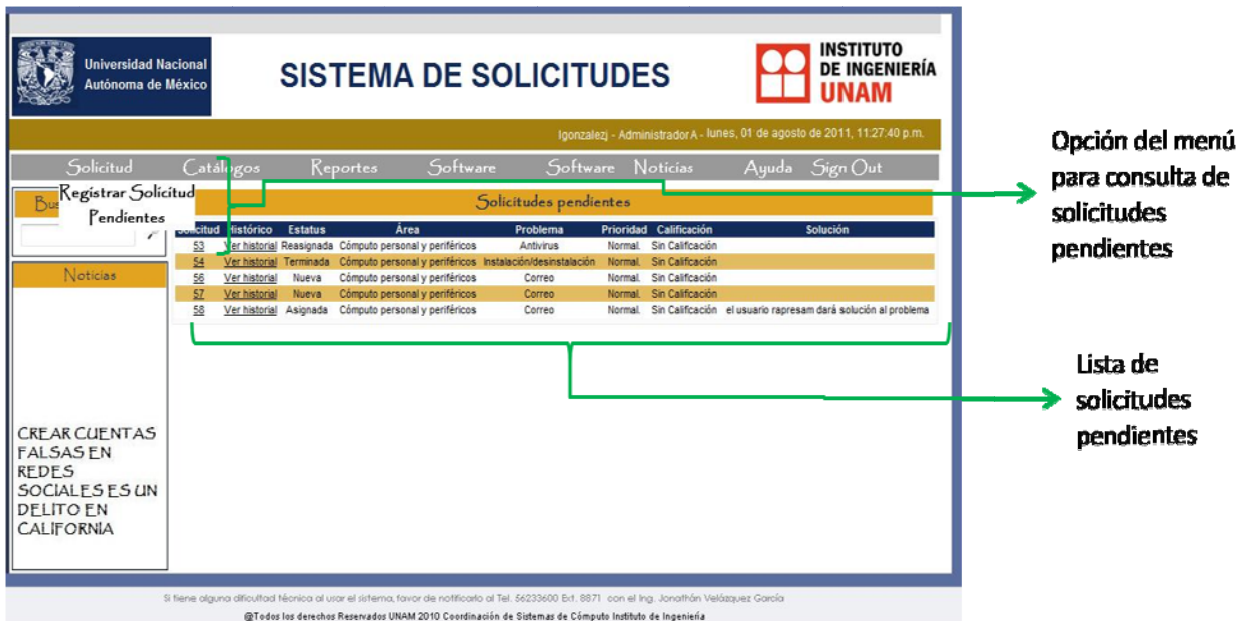 Universidad Nacional
Autónoma de México
SISTEMA DE SOLICITUDES
INSTITUTO
DE INGENIERÍA
UNAM
Igonzalezj - AdministradorA - lunes, 01 de agosto de 2011, 11:27:40 p.m.
Solicitud Catálogos Reportes Software Software Noticias Ayuda Sign Out
Registrar Solicitud
Pendientes
Solicitudes pendientes
Solicitud Histórico Estatus Área Problema Prioridad Calificación Solución
53 Ver historial Reasignada Cómputo personal y periféricos Antivirus Normal. Sin Calificación
54 Ver historial Terminada Cómputo personal y periféricos Instalación/desinstalación Normal. Sin Calificación
56 Ver historial Nueva Cómputo personal y periféricos Correo Normal. Sin Calificación
57 Ver historial Nueva Cómputo personal y periféricos Correo Normal. Sin Calificación
58 Ver historial Asignada Cómputo personal y periféricos Correo Normal. Sin Calificación el usuario rapresam dará solución al problema
Noticias
CREAR CUENTAS
FALSAS EN
REDES
SOCIALES ES UN
DELITO EN
CALIFORNIA
Opción del menú
para consulta de
solicitudes
pendientes
Lista de
solicitudes
pendientes
Si tiene alguna dificultad técnica al usar el sistema, favor de notificarlo al Tel. 56233600 Ext. 8871 con el Ing. Jonathán Velázquez García
@Todos los derechos Reservados UNAM 2010 Coordinación de Sistemas de Cómputo Instituto de Ingeniería